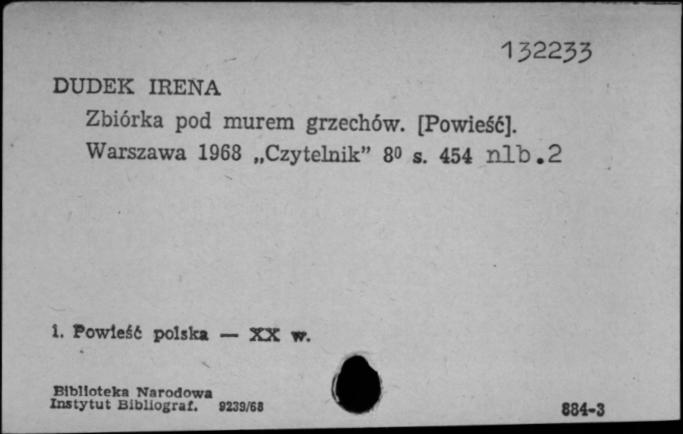 132233
DUDEK IRENA
Zbiórka pod murem grzechów. [Powieść].
Warszawa 1968 „Czytelnik” 8⁰ s. 454 nlb.2
1. Powieść polska — XX w.
Biblioteka Narodowa
Instytut Bibliograf. 9239/68
884-3